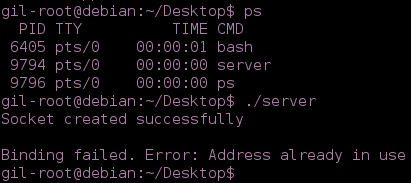 gil-root@debian:~/Desktop$ ps
  PID TTY          TIME CMD
 6405 pts/0    00:00:01 bash
 9794 pts/0    00:00:00 server
 9796 pts/0    00:00:00 ps
gil-root@debian:~/Desktop$ ./server
Socket created successfully

Binding failed. Error: Address already in use
gil-root@debian:~/Desktop$